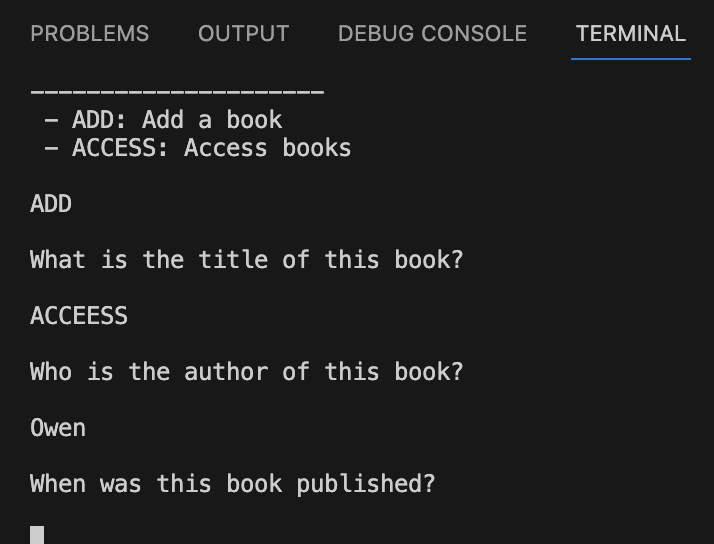 PROBLEMS OUTPUT DEBUG CONSOLE TERMINAL
---------------------
- ADD: Add a book
- ACCESS: Access books
ADD
What is the title of this book?
ACCEESS
Who is the author of this book?
Owen
When was this book published?